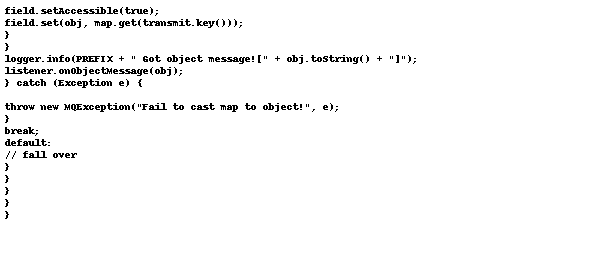 field.setAccessible(true);
field.set(obj, map.get(transmit.key()));
}
}
logger.info(PREFIX + " Got object message![" + obj.toString() + "]");
listener.onObjectMessage(obj);
} catch (Exception e) {
throw new MQException("Fail to cast map to object!", e);
}
break;
default:
// fall over
}
}
}
}
}